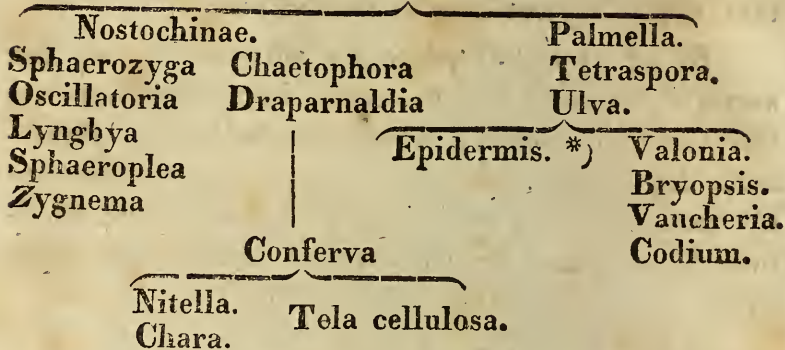 Nostochinae. Palmella.
Sphaerozyga Chaetophora Tetraspora.
Oscillatoria Draparnaldia Ulva.
Lyngbya
Epidermis. *) Valonia.
Sphaeroplea Bryopsis.
Zygnema Vaucheria.
Conferva Codium.
Nitella. Tela cellulosa.
Chara.